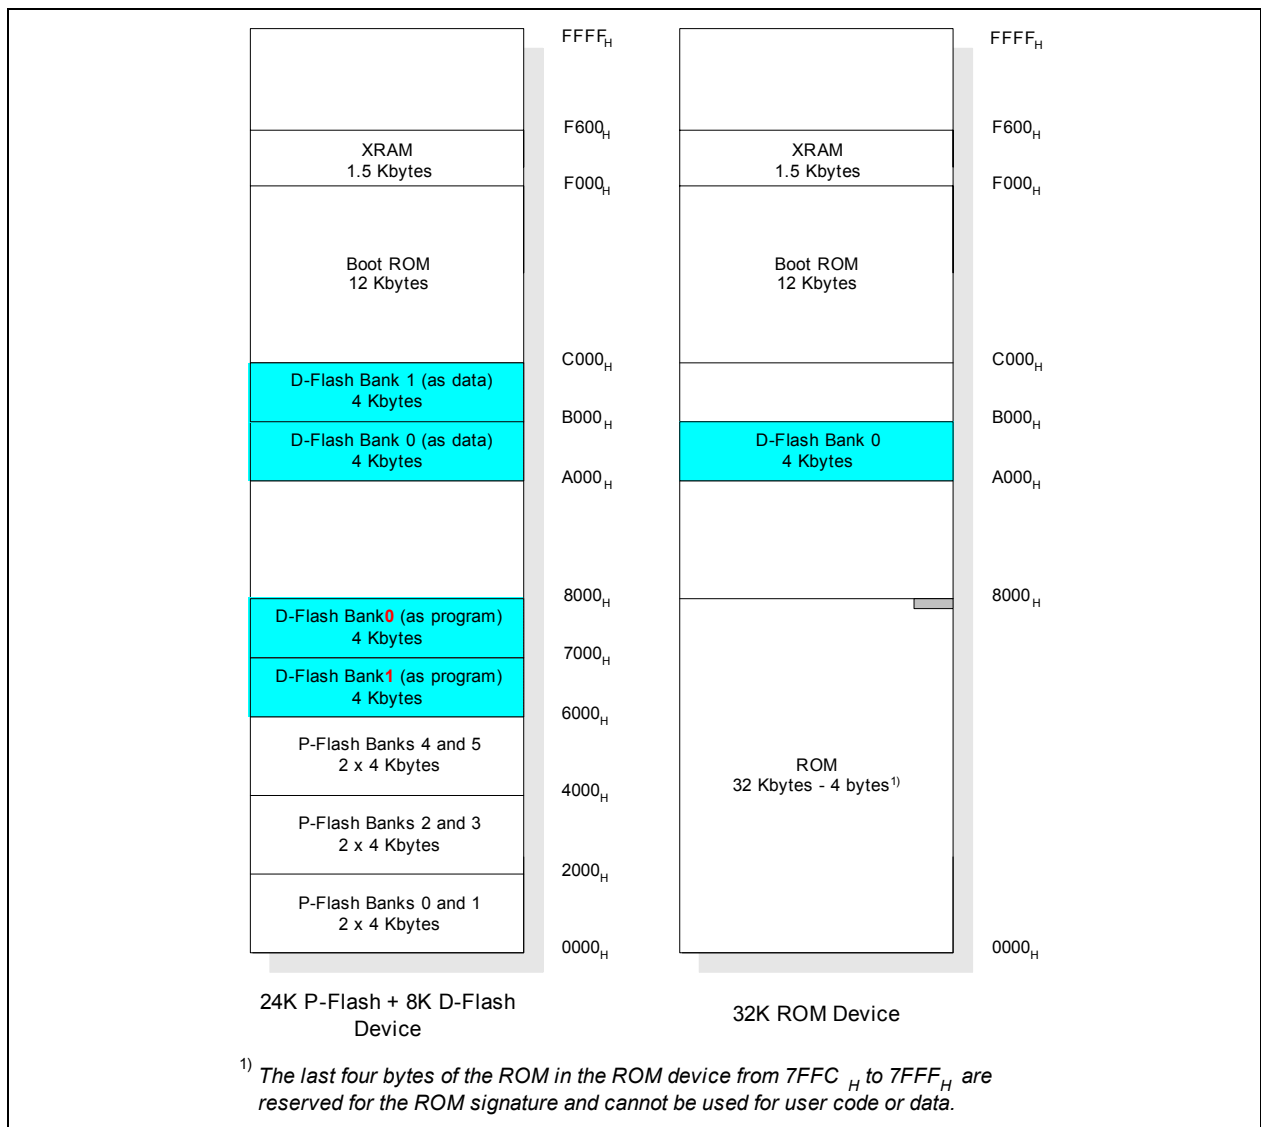 FFFFH
F600H
XRAM
1.5 Kbytes
F000H
Boot ROM
12 Kbytes
C000H
D-Flash Bank 1 (as data)
4 Kbytes
B000H
D-Flash Bank 0 (as data)
4 Kbytes
A000H
8000H
D-Flash Bank0 (as program)
4 Kbytes
7000H
D-Flash Bank1 (as program)
4 Kbytes
6000H
P-Flash Banks 4 and 5
2 x 4 Kbytes
4000H
P-Flash Banks 2 and 3
2 x 4 Kbytes
2000H
P-Flash Banks 0 and 1
2 x 4 Kbytes
0000H
24K P-Flash + 8K D-Flash
Device
FFFFH
F600H
XRAM
1.5 Kbytes
F000H
Boot ROM
12 Kbytes
C000H
B000H
D-Flash Bank 0
4 Kbytes
A000H
8000H
ROM
32 Kbytes - 4 bytes1)
0000H
32K ROM Device
1) The last four bytes of the ROM in the ROM device from 7FFC H to 7FFFH are
reserved for the ROM signature and cannot be used for user code or data.